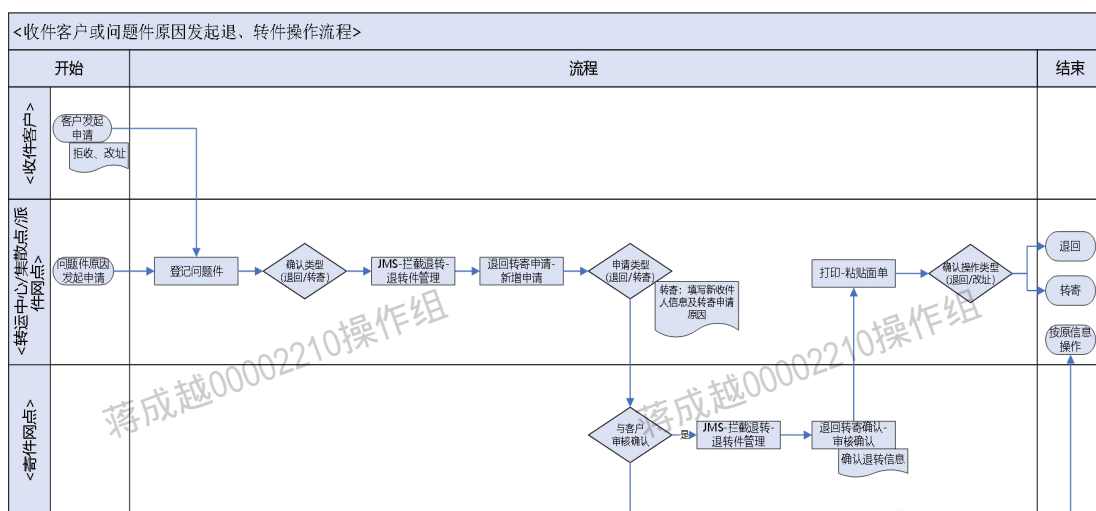 <收件客户或问题件原因发起退、转件操作流程>
开始
流程
结束
<收件客户>
客户发起
申请
拒收、改址
<转运中心/集散点/派
件网点>
问题件原因
发起申请
登记问题件
确认类型
(退回/转寄)
JMS-拦截退转-
退转件管理
退回转寄申请-
新增申请
申请类型
(退回/转寄)
转寄：填写新收件
人信息及转寄申请
原因
打印-粘贴面单
确认操作类型
(退回/改址)
退回
转寄
按原信息
操作
<寄件网点>
与客户
审核确认
是
JMS-拦截退转-
退转件管理
退回转寄确认-
审核确认
确认退转信息
蒋成越00002210操作组
蒋成越00002210操作组